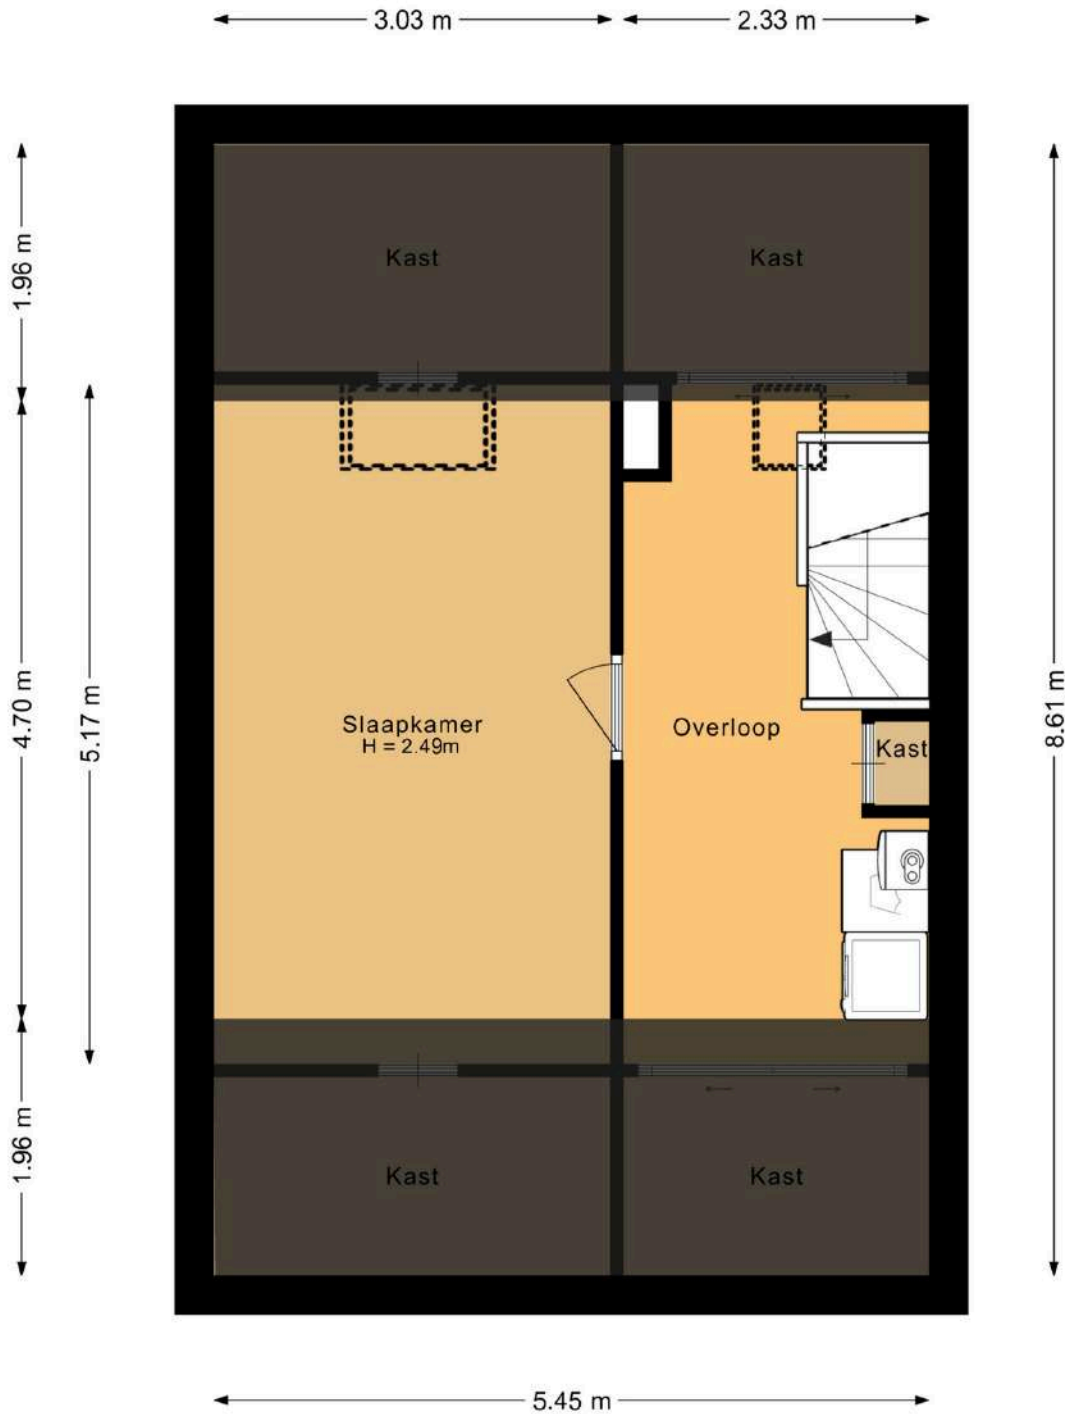 3.03 m
2.33 m
1.96 m
Kast
Kast
4.70 m
5.17 m
8.61 m
Slaapkamer
H = 2.49m
Overloop
Kast
1.96 m
Kast
Kast
5.45 m